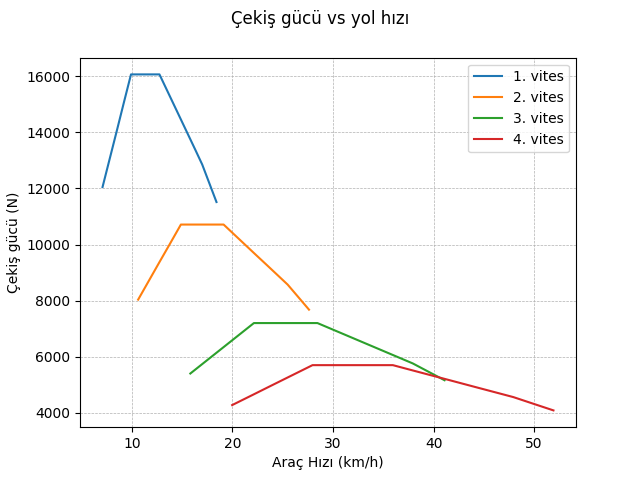 Çekiş gücü vs yol hızı
1. vites
2. vites
3. vites
4. vites
Çekiş gücü (N)
16000
14000
12000
10000
8000
6000
4000
10 20 30 40 50
Araç Hızı (km/h)